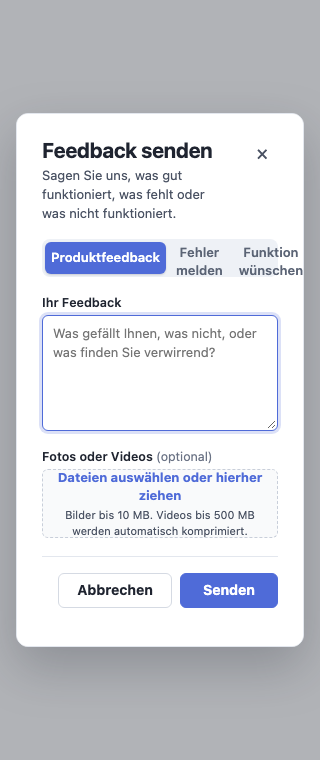 Feedback senden
×
Sagen Sie uns, was gut
funktioniert, was fehlt oder
was nicht funktioniert.
Produktfeedback
Fehler
melden
Funktion
wünschen
Ihr Feedback
Was gefällt Ihnen, was nicht, oder
was finden Sie verwirrend?
Fotos oder Videos (optional)
Dateien auswählen oder hierher
ziehen
Bilder bis 10 MB. Videos bis 500 MB
werden automatisch komprimiert.
Abbrechen
Senden